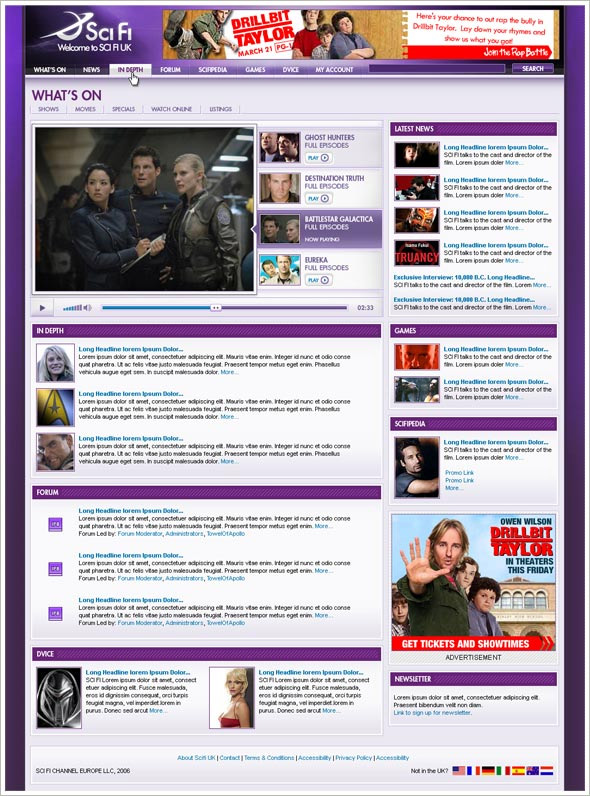 Sci Fi
Welcome to SCI FI UK
DRILLBIT
TAYLOR
MARCH 21 PG-13
Here's your chance to out rap the bully in
Drillbit Taylor. Lay down your rhymes and
show us what you got!
Join the Rap Battle
WHAT'S ON NEWS IN DEPTH FORUM SCIFIPEDIA GAMES DVICE MY ACCOUNT SEARCH
WHAT'S ON
SHOWS MOVIES SPECIALS WATCH ONLINE LISTINGS
GHOST HUNTERS
FULL EPISODES
PLAY
DESTINATION TRUTH
FULL EPISODES
PLAY
BATTLESTAR GALACTICA
FULL EPISODES
NOW PLAYING!
EUREKA
FULL EPISODES
PLAY
02:33
LATEST NEWS
Long Headline lorem Ipsum Dolor...
SCI FI talks to the cast and director of the
film. Lorem ipsum doler More...
Long Headline lorem Ipsum Dolor...
SCI FI talks to the cast and director of the
film. Lorem ipsum doler More...
Long Headline lorem Ipsum Dolor...
SCI FI talks to the cast and director of the
film. Lorem ipsum doler More...
TRUANCY
Long Headline lorem Ipsum Dolor...
SCI FI talks to the cast and director of the
film. Lorem ipsum doler More...
Exclusive Interview: 10,000 B.C. Long Headline...
SCI FI talks to the cast and director of the film. Lorem More...
Exclusive Interview: 10,000 B.C. Long Headline...
SCI FI talks to the cast and director of the film. Lorem More...
IN DEPTH
Long Headline lorem Ipsum Dolor...
Lorem ipsum dolor sit amet, consectetuer adipiscing elit. Mauris vitae enim. Integer id nunc et odio conse
quat pharetra. Ut ac felis vitae justo malesuada feugiat. Praesent tempor metus eget enim. Phasellus
vehicula augue eget sem. In suscipit malesuada dolor. More...
Long Headline lorem Ipsum Dolor...
Lorem ipsum dolor sit amet, consectetuer adipiscing elit. Mauris vitae enim. Integer id nunc et odio conse
quat pharetra. Ut ac felis vitae justo malesuada feugiat. Praesent tempor metus eget enim. Phasellus
vehicula augue eget sem. In suscipit malesuada dolor. More...
Long Headline lorem Ipsum Dolor...
Lorem ipsum dolor sit amet, consectetuer adipiscing elit. Mauris vitae enim. Integer id nunc et odio conse
quat pharetra. Ut ac felis vitae justo malesuada feugiat. Praesent tempor metus eget enim. Phasellus
vehicula augue eget sem. In suscipit malesuada dolor. More...
GAMES
Long Headline lorem Ipsum Dolor...
SCI FI talks to the cast and director of the
film. Lorem ipsum doler More...
Long Headline lorem Ipsum Dolor...
SCI FI talks to the cast and director of the
film. Lorem ipsum doler More...
SCIFIPEDIA
Long Headline lorem Ipsum Dolor...
SCI FI talks to the cast and director of the
film. Lorem ipsum doler More...
Promo Link
Promo Link
More...
FORUM
Long Headline lorem Ipsum Dolor...
Lorem ipsum dolor sit amet, consectetuer adipiscing elit. Mauris vitae enim. Integer id nunc et odio conse
quat pharetra. Ut ac felis vitae justo malesuada feugiat. Praesent tempor metus eget enim. More...
Forum Led by: Forum Moderator, Administrators, TowelOfApollo
Long Headline lorem Ipsum Dolor...
Lorem ipsum dolor sit amet, consectetuer adipiscing elit. Mauris vitae enim. Integer id nunc et odio conse
quat pharetra. Ut ac felis vitae justo malesuada feugiat. Praesent tempor metus eget enim. More...
Forum Led by: Forum Moderator, Administrators, TowelOfApollo
Long Headline lorem Ipsum Dolor...
Lorem ipsum dolor sit amet, consectetuer adipiscing elit. Mauris vitae enim. Integer id nunc et odio conse
quat pharetra. Ut ac felis vitae justo malesuada feugiat. Praesent tempor metus eget enim. More...
Forum Led by: Forum Moderator, Administrators, TowelOfApollo
OWEN WILSON
DRILLBIT
TAYLOR
IN THEATERS
THIS FRIDAY
GET TICKETS AND SHOWTIMES
ADVERTISEMENT
DVICE
Long Headline lorem Ipsum Dolor...
SCI FI Lorem ipsum dolor sit amet, consect
etuer adipiscing elit. Fusce malesuada,
eros id dignissim consequat, orci turpis
feugiat magna, vel imperdiet lorem in
purus. Donec sed arcu sit More...
Long Headline lorem Ipsum Dolor...
SCI FI Lorem ipsum dolor sit amet, consect
etuer adipiscing elit. Fusce malesuada,
eros id dignissim consequat, orci turpis
feugiat magna, vel imperdiet lorem in
purus. Donec sed arcu sit More...
NEWSLETTER
Lorem ipsum dolor sit amet, consectetuer adipiscing elit.
Praesent bibendum velit non diam.
Link to sign up for newsletter.
About Scifi UK | Contact | Terms & Conditions | Accessibility | Privacy Policy | Accessibility
SCI FI CHANNEL EUROPE LLC, 2006
Not in the UK?